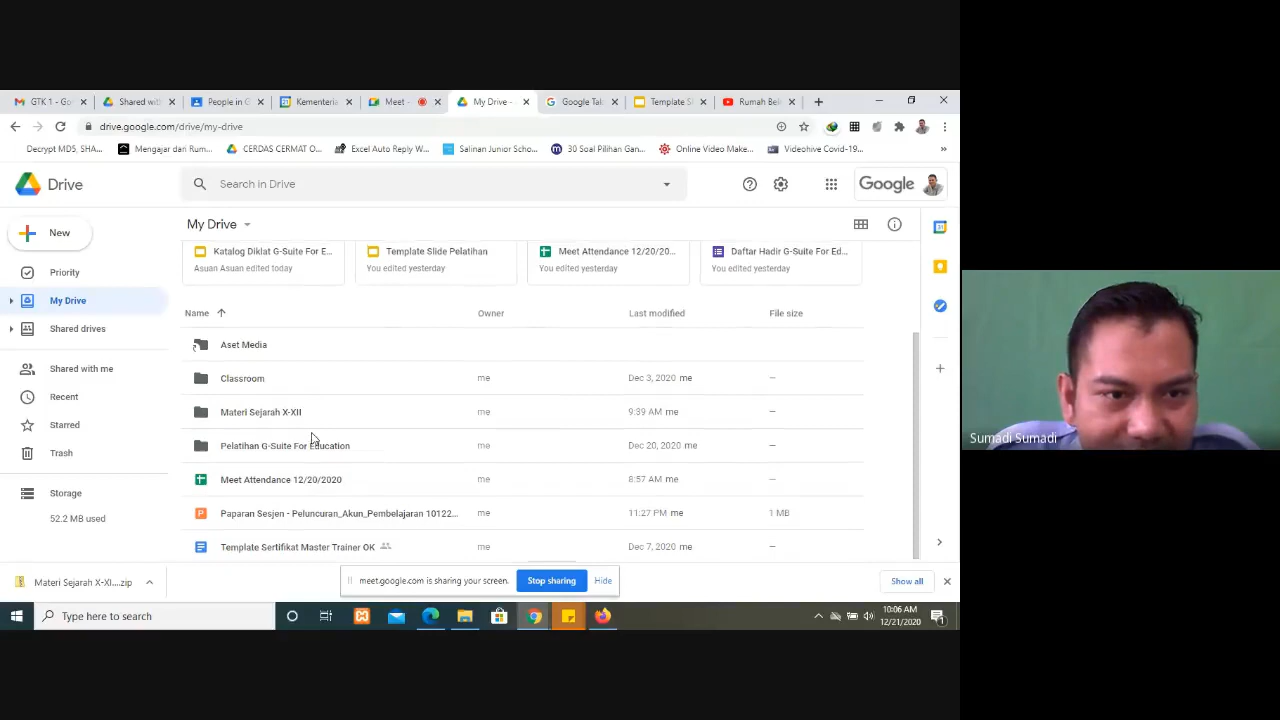 GTK 1 - Go
Shared wit
People in G
Kementeria
Meet -
My Drive -
Google Tak
Template Sl
Rumah Bel
drive.google.com/drive/my-drive
Decrypt MD5, SHA...
Mengajar dari Rum...
CERDAS CERMAT O...
Excel Auto Reply W...
Salinan Junior Scho...
30 Soal Pilihan Gan...
Online Video Make...
Videohive Covid-19...
»
Drive
Search in Drive
Google
New
My Drive
Priority
My Drive
Shared drives
Shared with me
Recent
Starred
Trash
Storage
52.2 MB used
Katalog Diklat G-Suite For E...
Asuan Asuan edited today
Template Slide Pelatihan
You edited yesterday
Meet Attendance 12/20/20...
You edited yesterday
Daftar Hadir G-Suite For Ed...
You edited yesterday
Name Owner Last modified File size
Aset Media
Classroom me Dec 3, 2020 me —
Materi Sejarah X-XII me 9:39 AM me —
Pelatihan G-Suite For Education me Dec 20, 2020 me —
Meet Attendance 12/20/2020 me 8:57 AM me —
Paparan Sesjen - Peluncuran_Akun_Pembelajaran 10122... me 11:27 PM me 1 MB
Template Sertifikat Master Trainer OK me Dec 7, 2020 me —
Sumadi Sumadi
Materi Sejarah X-XI....zip
meet.google.com is sharing your screen.
Stop sharing
Hide
Show all
Type here to search
10:06 AM
12/21/2020
1